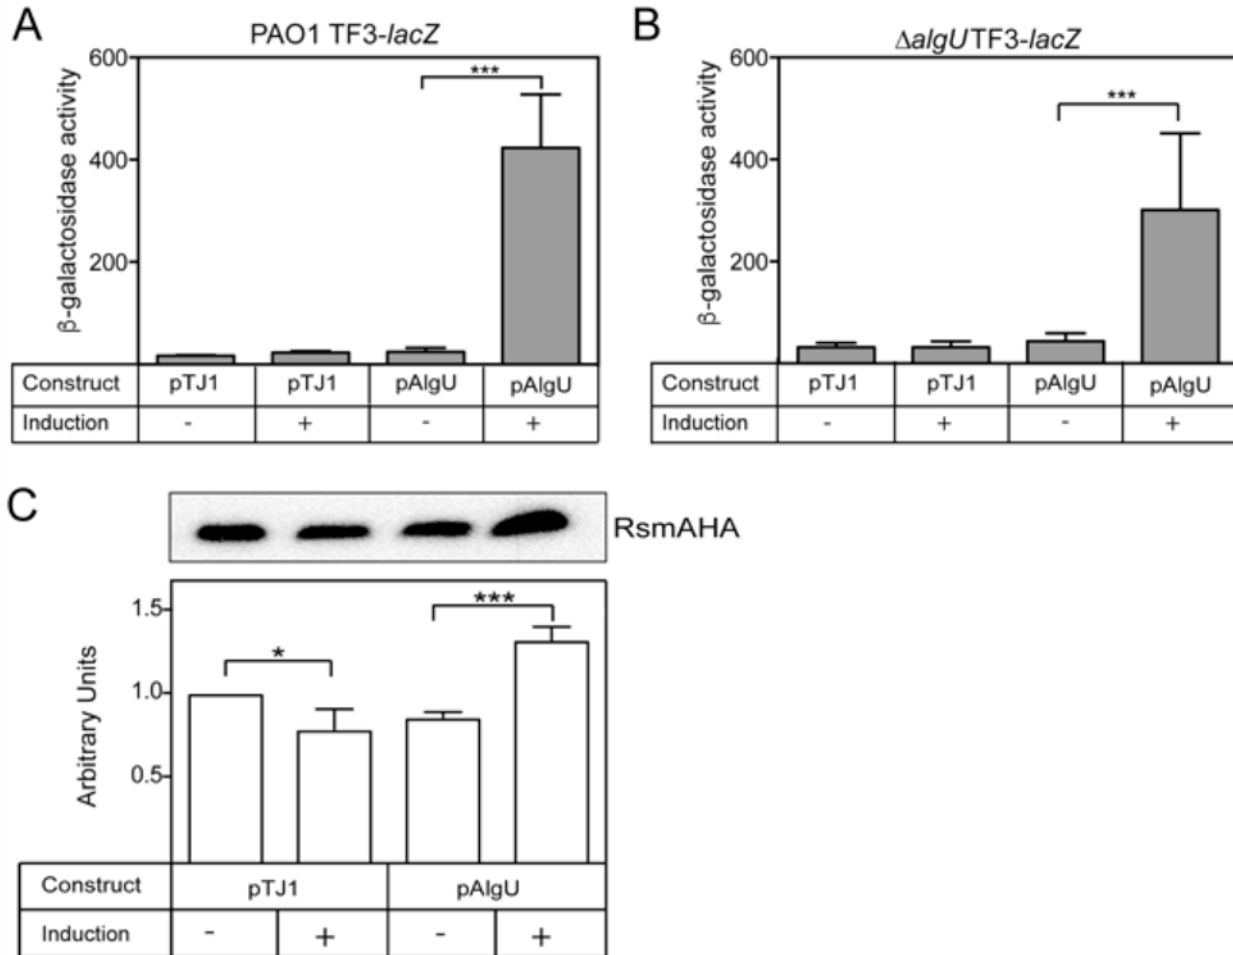 A
PAO1 TF3-lacZ
β-galactosidase activity
600
400
200
***
Construct pTJ1 pTJ1 pAlgU pAlgU
Induction - + - +
B
ΔalgUTF3-lacZ
β-galactosidase activity
600
400
200
***
Construct pTJ1 pTJ1 pAlgU pAlgU
Induction - + - +
C
RsmAHA
Arbitrary Units
1.5
1.0
0.5
*
***
Construct pTJ1 pAlgU
Induction - + - +